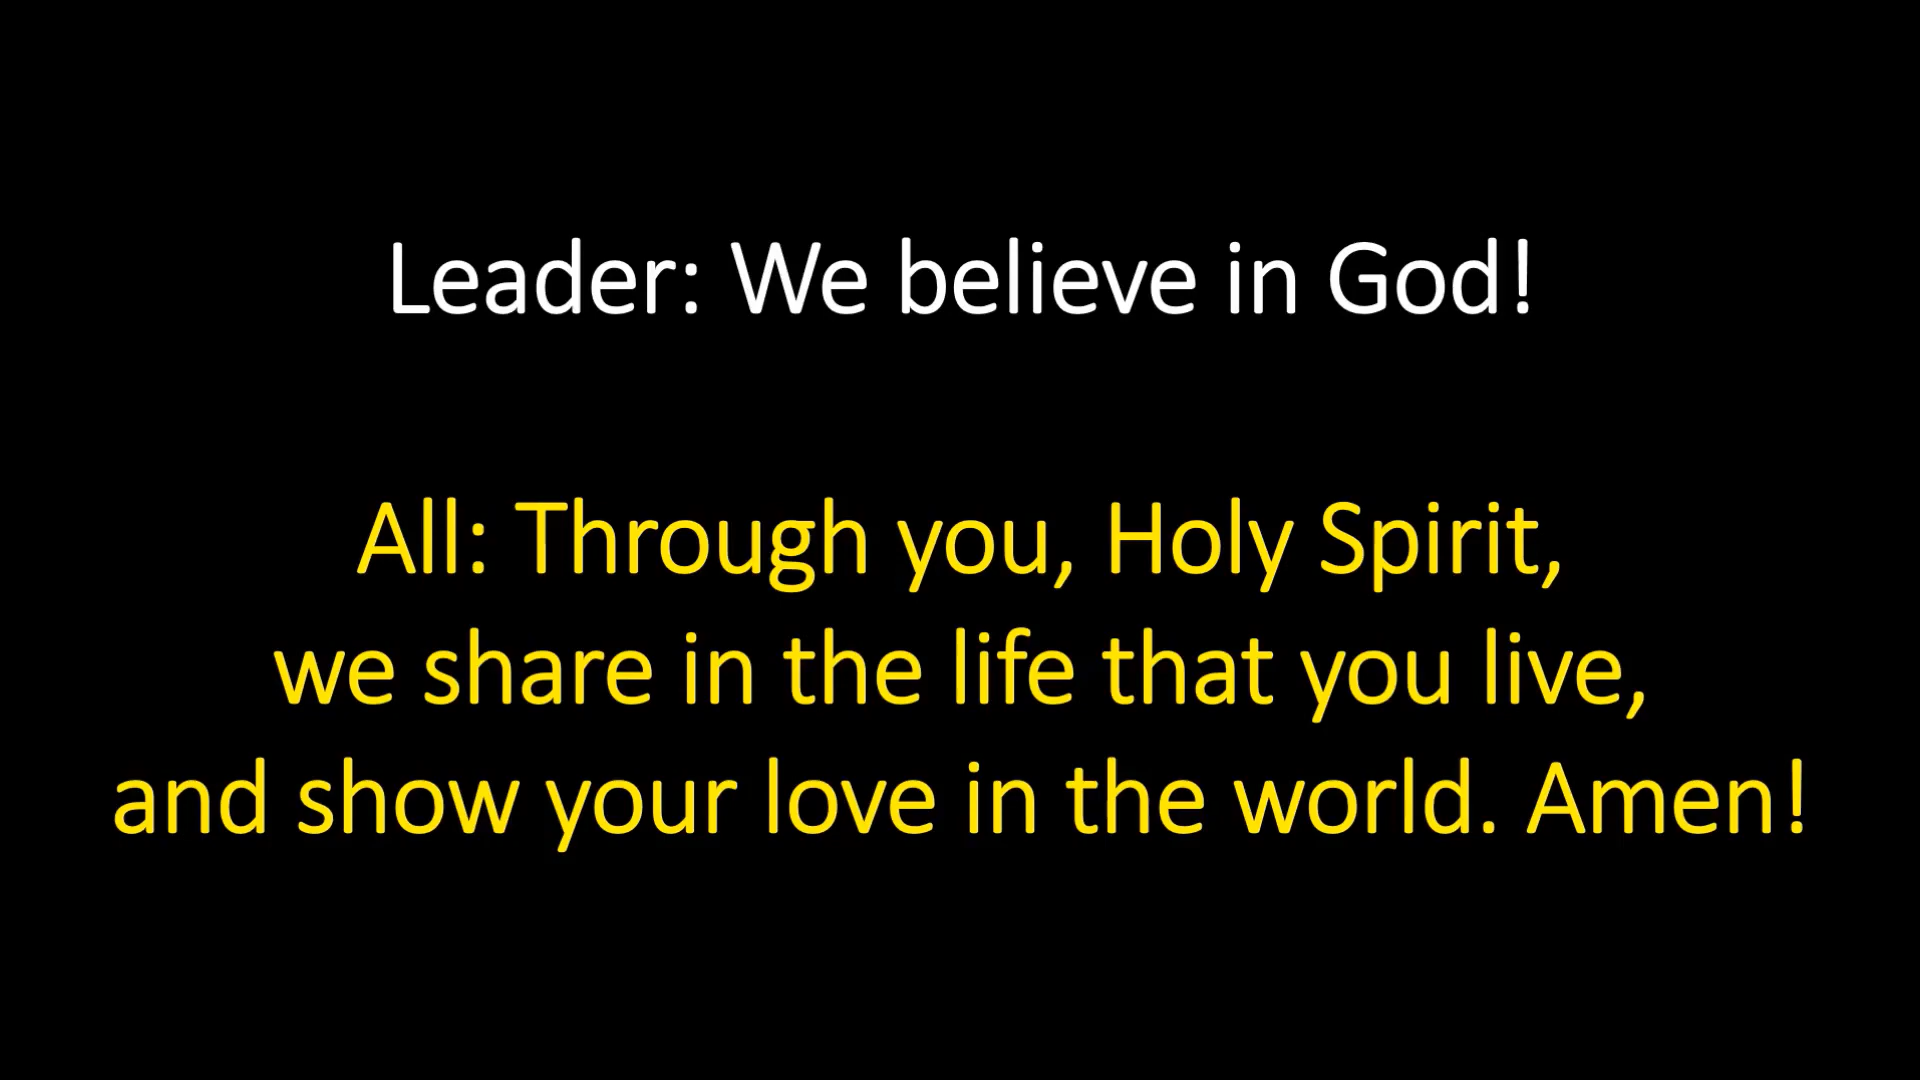 Leader: We believe in God!
All: Through you, Holy Spirit,
we share in the life that you live,
and show your love in the world. Amen!